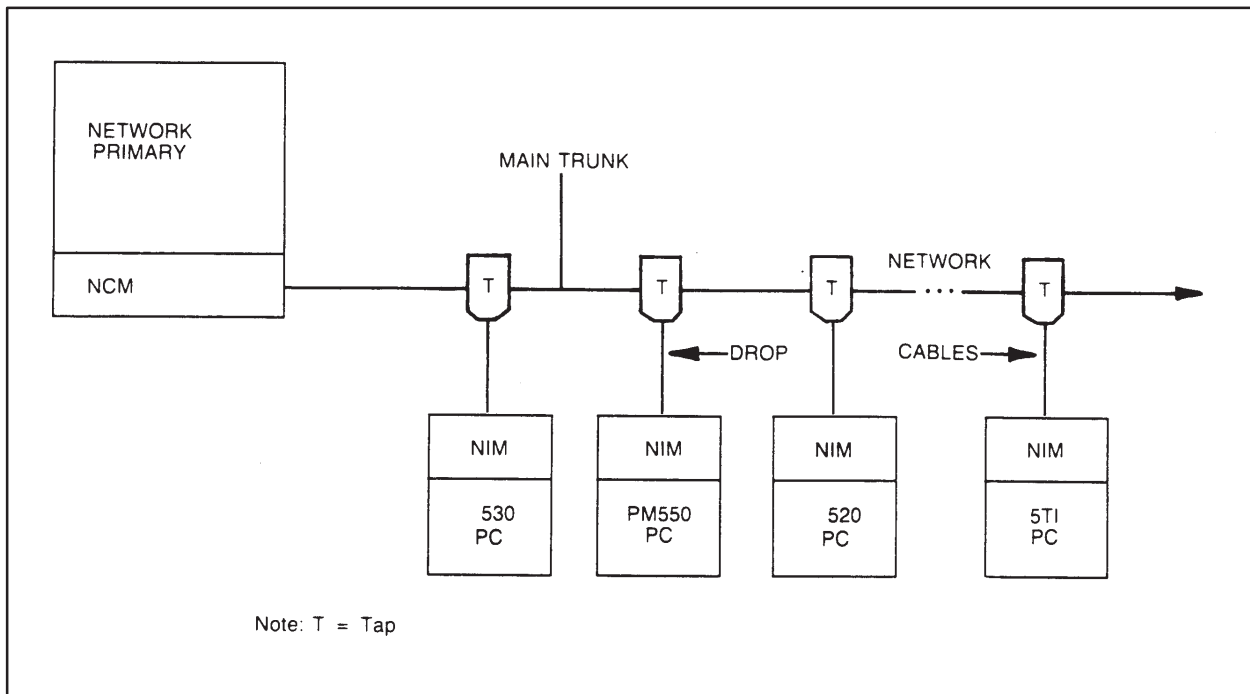 NETWORK
PRIMARY
NCM
MAIN TRUNK
T
T
T
NETWORK
...
T
DROP
CABLES
NIM
530
PC
NIM
PM550
PC
NIM
520
PC
NIM
5TI
PC
Note: T = Tap